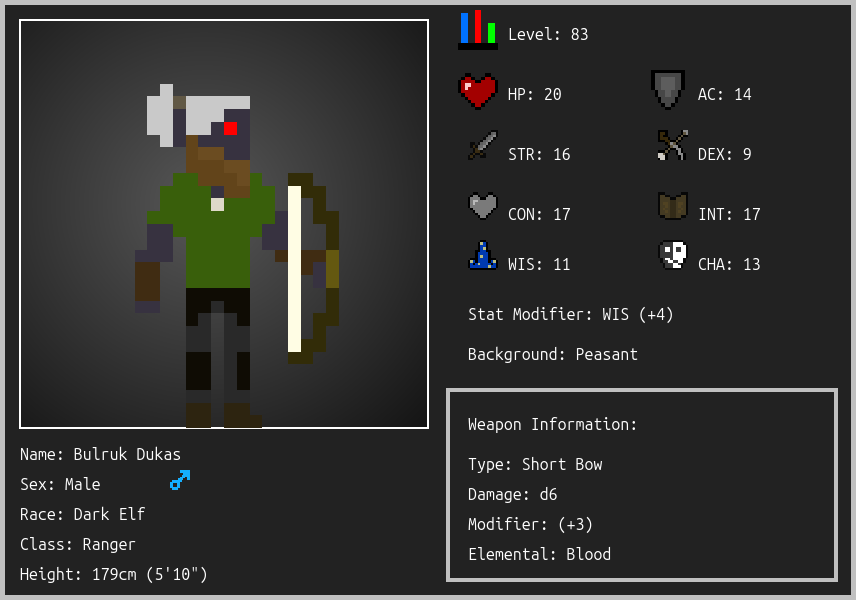 Level: 83
HP: 20
AC: 14
STR: 16
DEX: 9
CON: 17
INT: 17
WIS: 11
CHA: 13
Stat Modifier: WIS (+4)
Background: Peasant
Weapon Information:
Type: Short Bow
Damage: d6
Modifier: (+3)
Elemental: Blood
Name: Bulruk Dukas
Sex: Male
Race: Dark Elf
Class: Ranger
Height: 179cm (5'10")